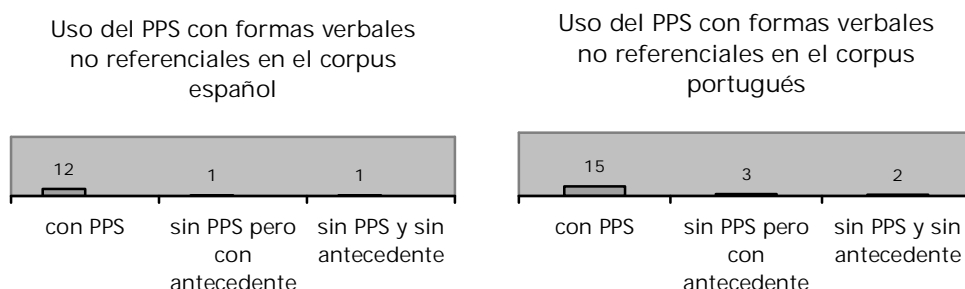 Uso del PPS con formas verbales
no referenciales en el corpus
español
12
1
1
con PPS
sin PPS pero
con
antecedente
sin PPS y sin
antecedente
Uso del PPS con formas verbales
no referenciales en el corpus
portugués
15
3
2
con PPS
sin PPS pero
con
antecedente
sin PPS y sin
antecedente